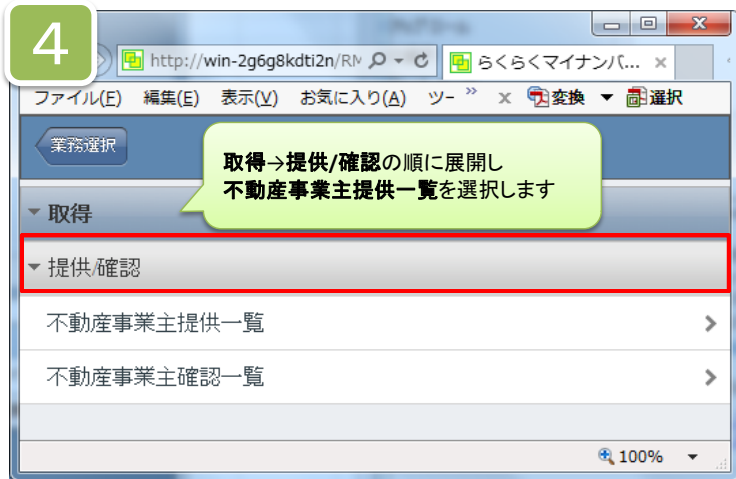 4
http://win-2g6g8kdti2n/RM
らくらくマイナンバ... ×
ファイル(F) 編集(E) 表示(V) お気に入り(A) ツー » x 変換 ▼ 選択
業務選択
取得→提供/確認の順に展開し
不動産事業主提供一覧を選択します
取得
提供/確認
不動産事業主提供一覧
不動産事業主確認一覧
100%